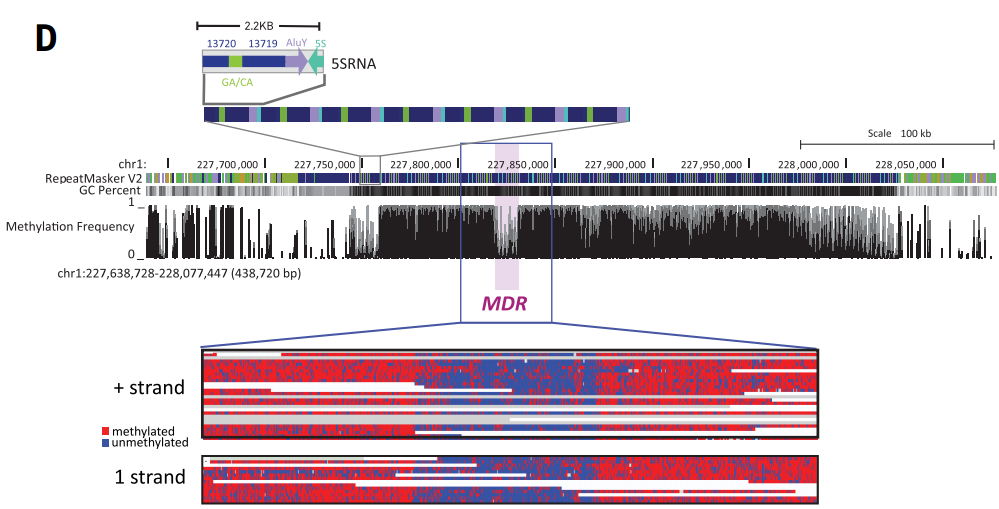 D
2.2KB
13720 13719 AluY 5S
5SRNA
GA/CA
Scale 100 kb
chr1: 227,700,000 227,750,000 227,800,000 227,850,000 227,900,000 227,950,000 228,000,000 228,050,000
RepeatMasker V2
GC Percent
1
Methylation Frequency
0
chr1:227,638,728-228,077,447 (438,720 bp)
MDR
+ strand
methylated
unmethylated
1 strand